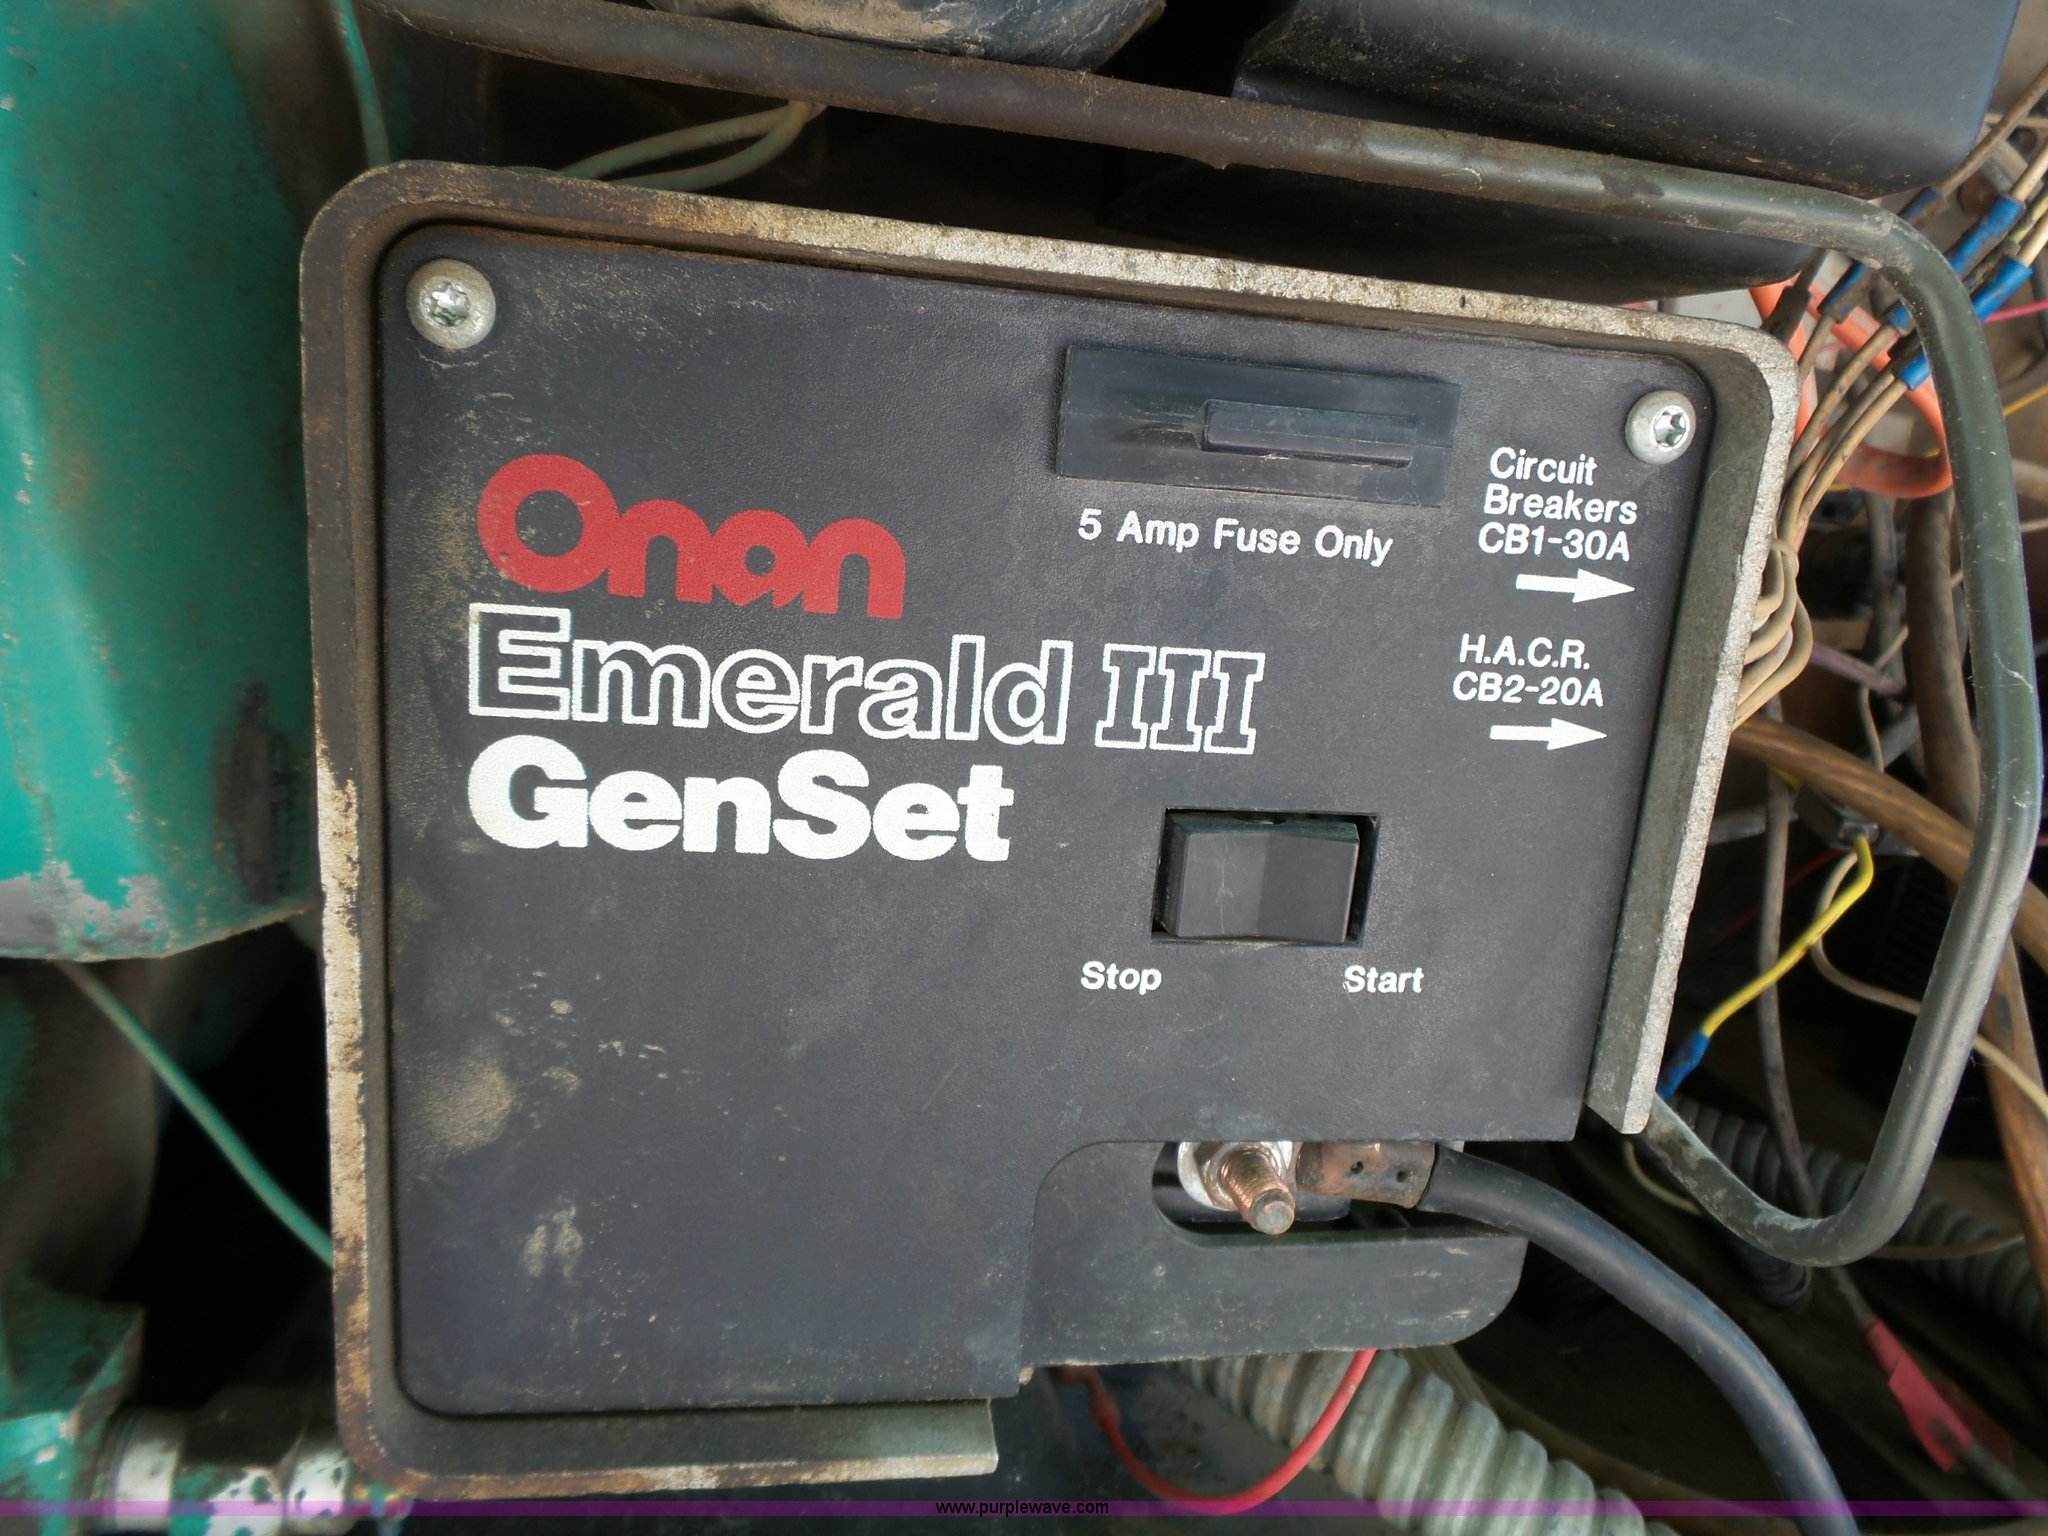 Onan
Emerald III
GenSet
5 Amp Fuse Only
Circuit
Breakers
CB1-30A
H.A.C.R.
CB2-20A
Stop
Start
www.purplewave.com